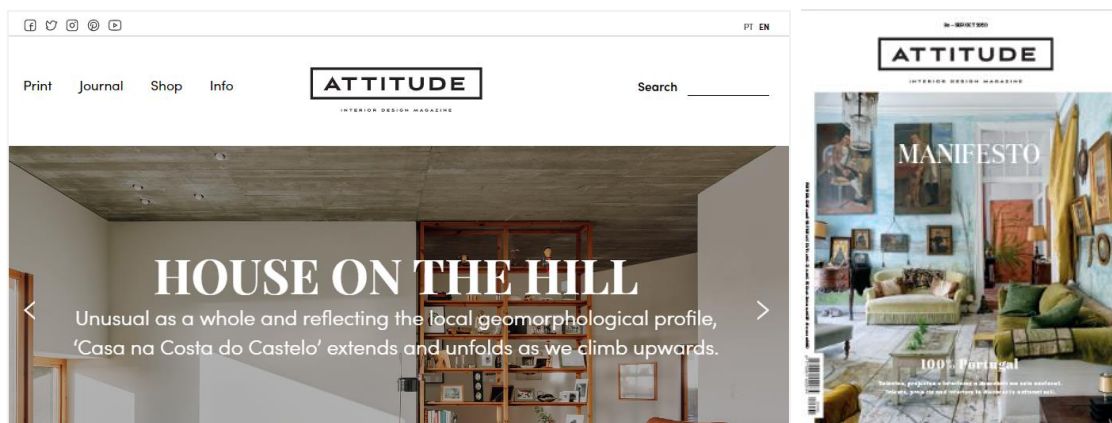 PT EN
Print Journal Shop Info
ATTITUDE
INTERIOR DESIGN MAGAZINE
Search
HOUSE ON THE HILL
Unusual as a whole and reflecting the local geomorphological profile,
‘Casa na Costa do Castelo’ extends and unfolds as we climb upwards.
ATTITUDE
INTERIOR DESIGN MAGAZINE
MANIFESTO
100% Portugal